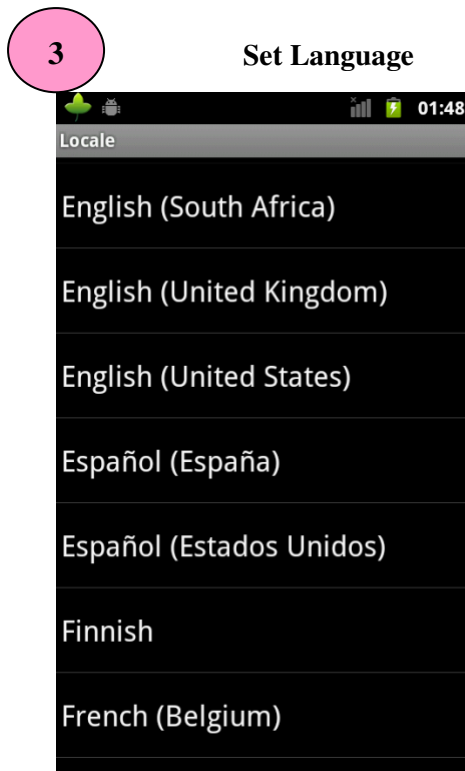 3
Set Language
01:48
Locale
English (South Africa)
English (United Kingdom)
English (United States)
Español (España)
Español (Estados Unidos)
Finnish
French (Belgium)